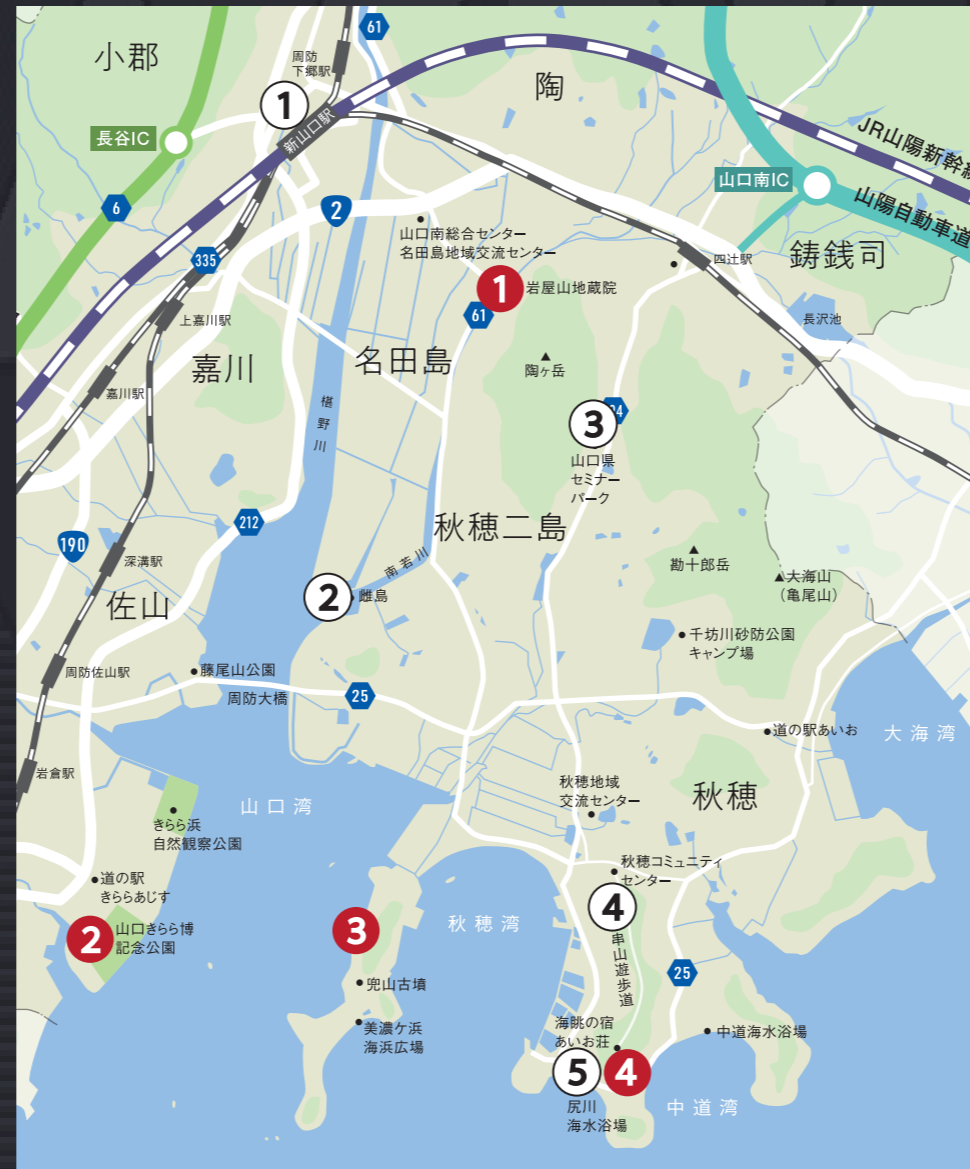 61
小郡
周防
下郷駅
陶
1
新山口駅
長谷IC
JR山陽新幹線
山口南IC
6
2
山陽自動車道
山口南総合センター
名田島地域交流センター
335
四辻駅
鋳銭司
1
岩屋山地蔵院
61
上嘉川駅
長沢池
嘉川
名田島
陶ヶ岳
嘉川駅
椹野川
3
山口県
セミナー
パーク
212
秋穂二島
190
深溝駅
南若川
勘十郎岳
大海山
(亀尾山)
2
雌島
佐山
千坊川砂防公園
キャンプ場
周防佐山駅
藤尾山公園
周防大橋
25
道の駅あいお
大海湾
岩倉駅
秋穂地域
交流センター
秋穂
山口湾
きらら浜
自然観察公園
秋穂コミュニティ
センター
道の駅
きららあじす
4
2
山口きらら博
記念公園
3
秋穂湾
串山遊歩道
25
兜山古墳
美濃ケ浜
海浜広場
海眺の宿
あいお荘
中道海水浴場
5
4
尻川
海水浴場
中道湾